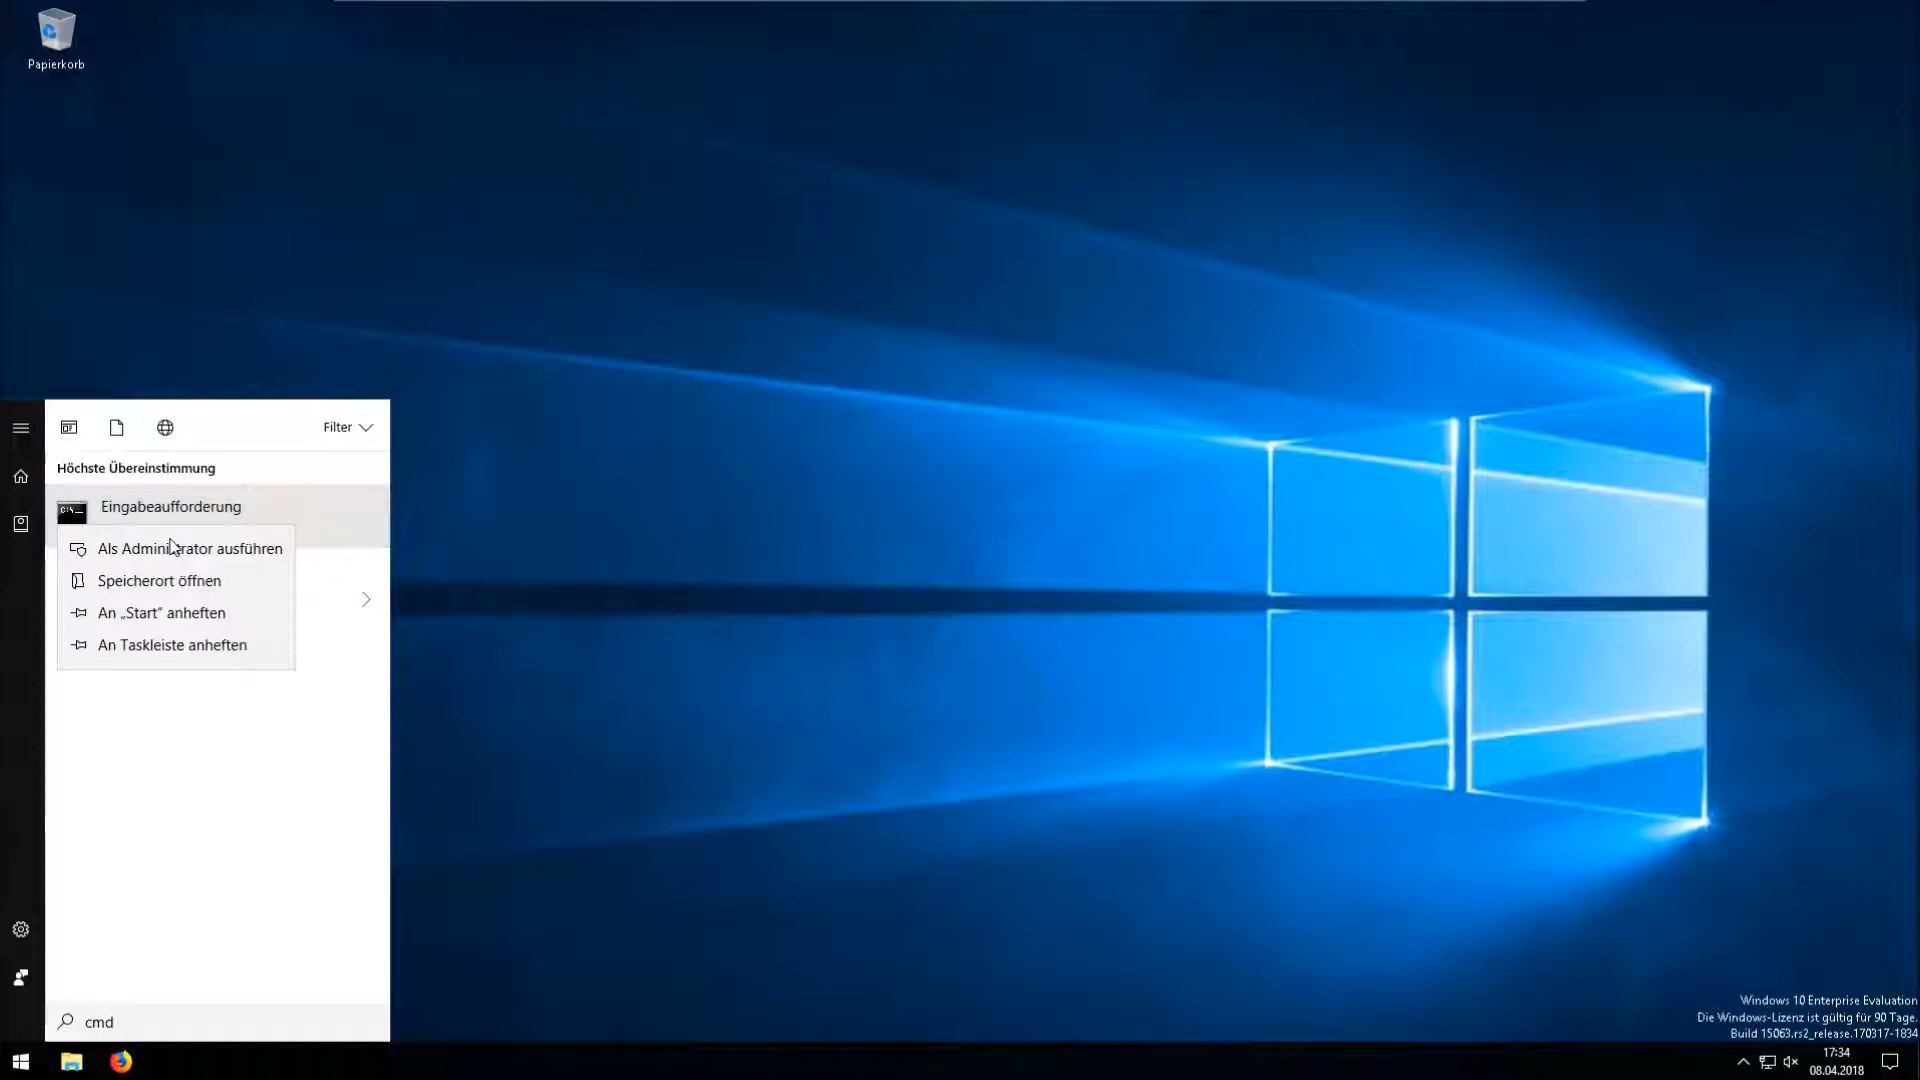 Papierkorb
Filter
Höchste Übereinstimmung
Eingabeaufforderung
Als Administrator ausführen
Speicherort öffnen
An „Start“ anheften
An Taskleiste anheften
cmd
Windows 10 Enterprise Evaluation
Die Windows-Lizenz ist gültig für 90 Tage.
Build 15063.rs2_release.170317-1834
17:34
08.04.2018